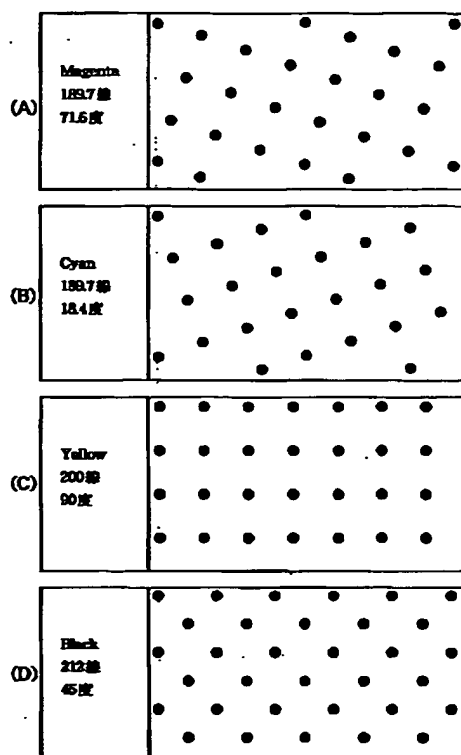 (A)
Magenta
189.7線
71.6度
(B)
Cyan
189.7線
18.4度
(C)
Yellow
200線
90度
(D)
Black
212線
45度